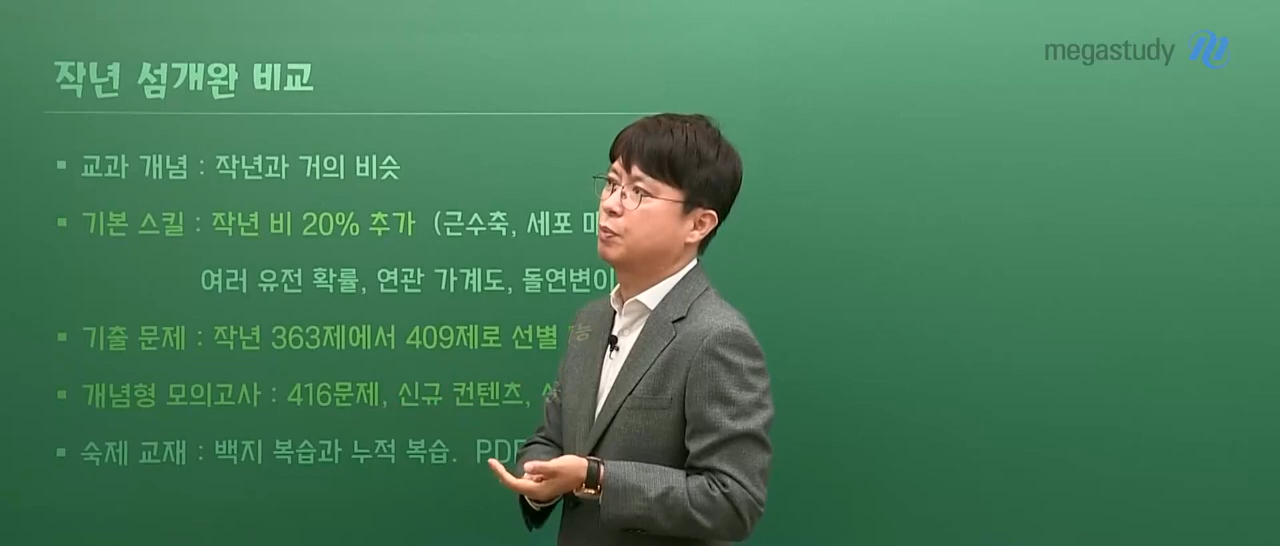 megastudy
작년 섬개완 비교
▪ 교과 개념 : 작년과 거의 비슷
▪ 기본 스킬 : 작년 비 20% 추가 (근수축, 세포
여러 유전 확률, 연관 가계도, 돌연변이
▪ 기출 문제 : 작년 363제에서 409제로 선별
▪ 개념형 모의고사 : 416문제, 신규 컨텐츠,
▪ 숙제 교재 : 백지 복습과 누적 복습. PDF